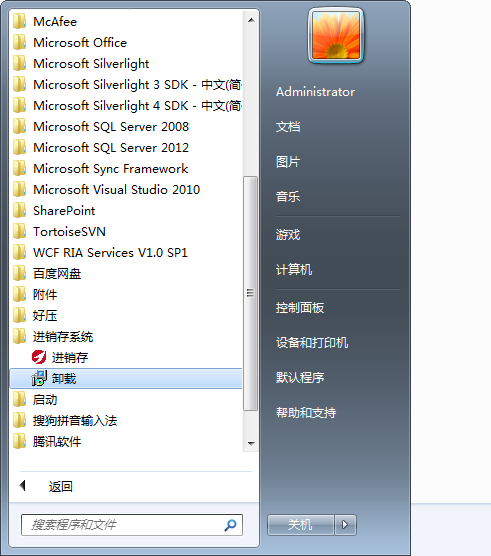 McAfee
Microsoft Office
Microsoft Silverlight
Microsoft Silverlight 3 SDK - 中文(简
Microsoft Silverlight 4 SDK - 中文(简
Microsoft SQL Server 2008
Microsoft SQL Server 2012
Microsoft Sync Framework
Microsoft Visual Studio 2010
SharePoint
TortoiseSVN
WCF RIA Services V1.0 SP1
百度网盘
附件
好压
进销存系统
进销存
卸载
启动
搜狗拼音输入法
腾讯软件
返回
搜索程序和文件
Administrator
文档
图片
音乐
游戏
计算机
控制面板
设备和打印机
默认程序
帮助和支持
关机